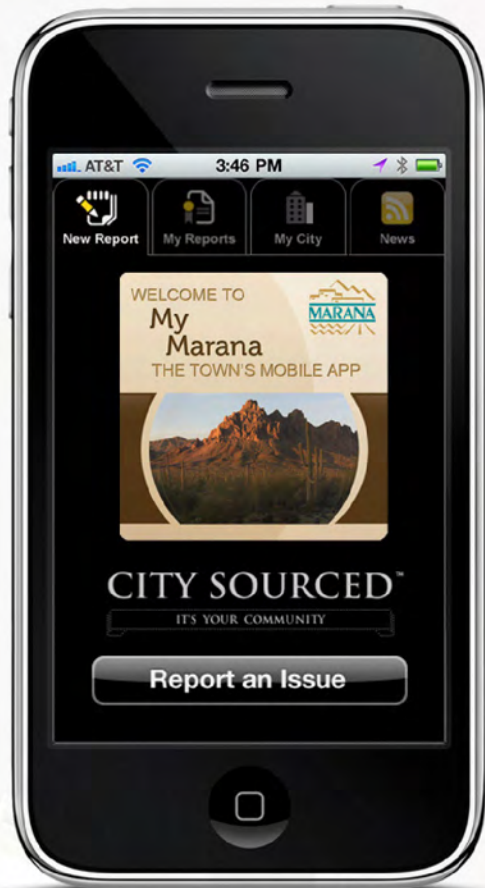 AT&T 3:46 PM
New Report My Reports My City News
WELCOME TO
My
Marana
MARANA
THE TOWN'S MOBILE APP
CITY SOURCED™
IT'S YOUR COMMUNITY
Report an Issue